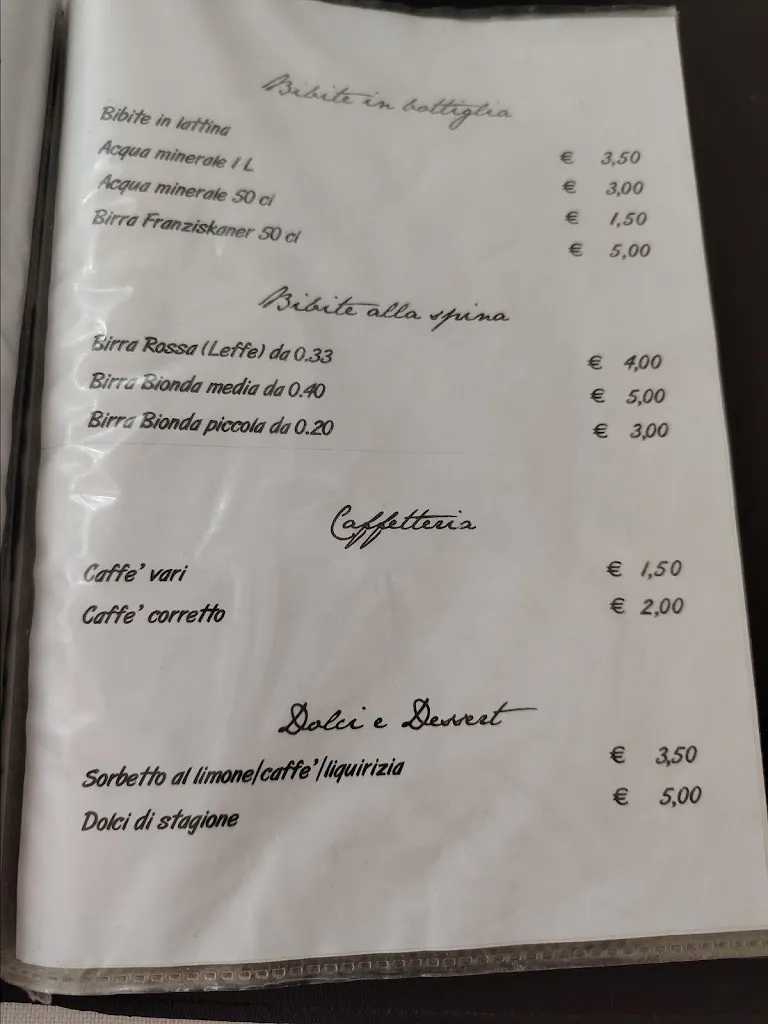 Bibite in bottiglia
Bibite in lattina € 3,50
Acqua minerale 1 L € 3,00
Acqua minerale 50 cl € 1,50
Birra Franziskaner 50 cl € 5,00
Bibite alla spina
Birra Rossa (Leffe) da 0.33 € 4,00
Birra Bionda media da 0.40 € 5,00
Birra Bionda piccola da 0.20 € 3,00
Caffetteria
Caffe' vari € 1,50
Caffe' corretto € 2,00
Dolci e Dessert
Sorbetto al limone/caffe'/liquirizia € 3,50
Dolci di stagione € 5,00